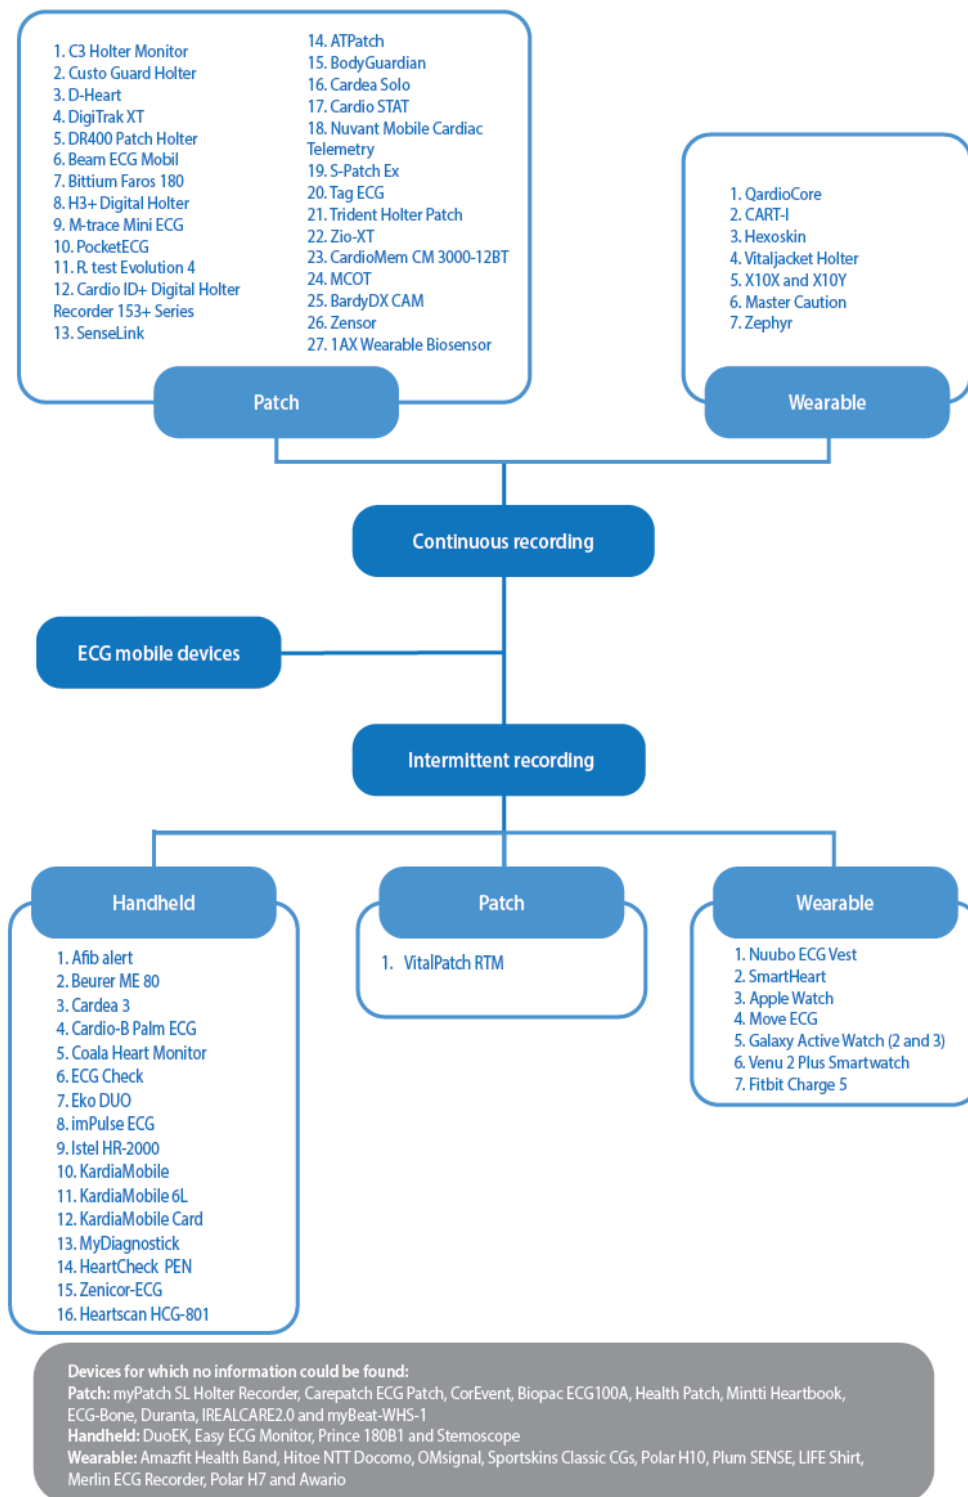 1. C3 Holter Monitor
2. Custo Guard Holter
3. D-Heart
4. DigiTrak XT
5. DR400 Patch Holter
6. Beam ECG Mobil
7. Bittium Faros 180
8. H3+ Digital Holter
9. M-trace Mini ECG
10. PocketECG
11. R. test Evolution 4
12. Cardio ID+ Digital Holter
Recorder 153+ Series
13. SenseLink
14. ATPatch
15. BodyGuardian
16. Cardea Solo
17. Cardio STAT
18. Nuvant Mobile Cardiac
Telemetry
19. S-Patch Ex
20. Tag ECG
21. Trident Holter Patch
22. Zio-XT
23. CardioMem CM 3000-12BT
24. MCOT
25. BardyDX CAM
26. Zensor
27. 1AX Wearable Biosensor
Patch
1. QardioCore
2. CART-I
3. Hexoskin
4. Vitaljacket Holter
5. X10X and X10Y
6. Master Caution
7. Zephyr
Wearable
Continuous recording
ECG mobile devices
Intermittent recording
Handheld
1. Afib alert
2. Beurer ME 80
3. Cardea 3
4. Cardio-B Palm ECG
5. Coala Heart Monitor
6. ECG Check
7. Eko DUO
8. imPulse ECG
9. Istel HR-2000
10. KardiaMobile
11. KardiaMobile 6L
12. KardiaMobile Card
13. MyDiagnostick
14. HeartCheck PEN
15. Zenicor-ECG
16. Heartscan HCG-801
Patch
1. VitalPatch RTM
Wearable
1. Nuubo ECG Vest
2. SmartHeart
3. Apple Watch
4. Move ECG
5. Galaxy Active Watch (2 and 3)
6. Venu 2 Plus Smartwatch
7. Fitbit Charge 5
Devices for which no information could be found:
Patch: myPatch SL Holter Recorder, Carepatch ECG Patch, CorEvent, Biopac ECG100A, Health Patch, Mintti Heartbook,
ECG-Bone, Duranta, IREALCARE2.0 and myBeat-WHS-1
Handheld: DuoEK, Easy ECG Monitor, Prince 180B1 and Stemoscope
Wearable: Amazfit Health Band, Hitoe NTT Docomo, OMsignal, Sportskins Classic CGs, Polar H10, Plum SENSE, LIFE Shirt,
Merlin ECG Recorder, Polar H7 and Awario